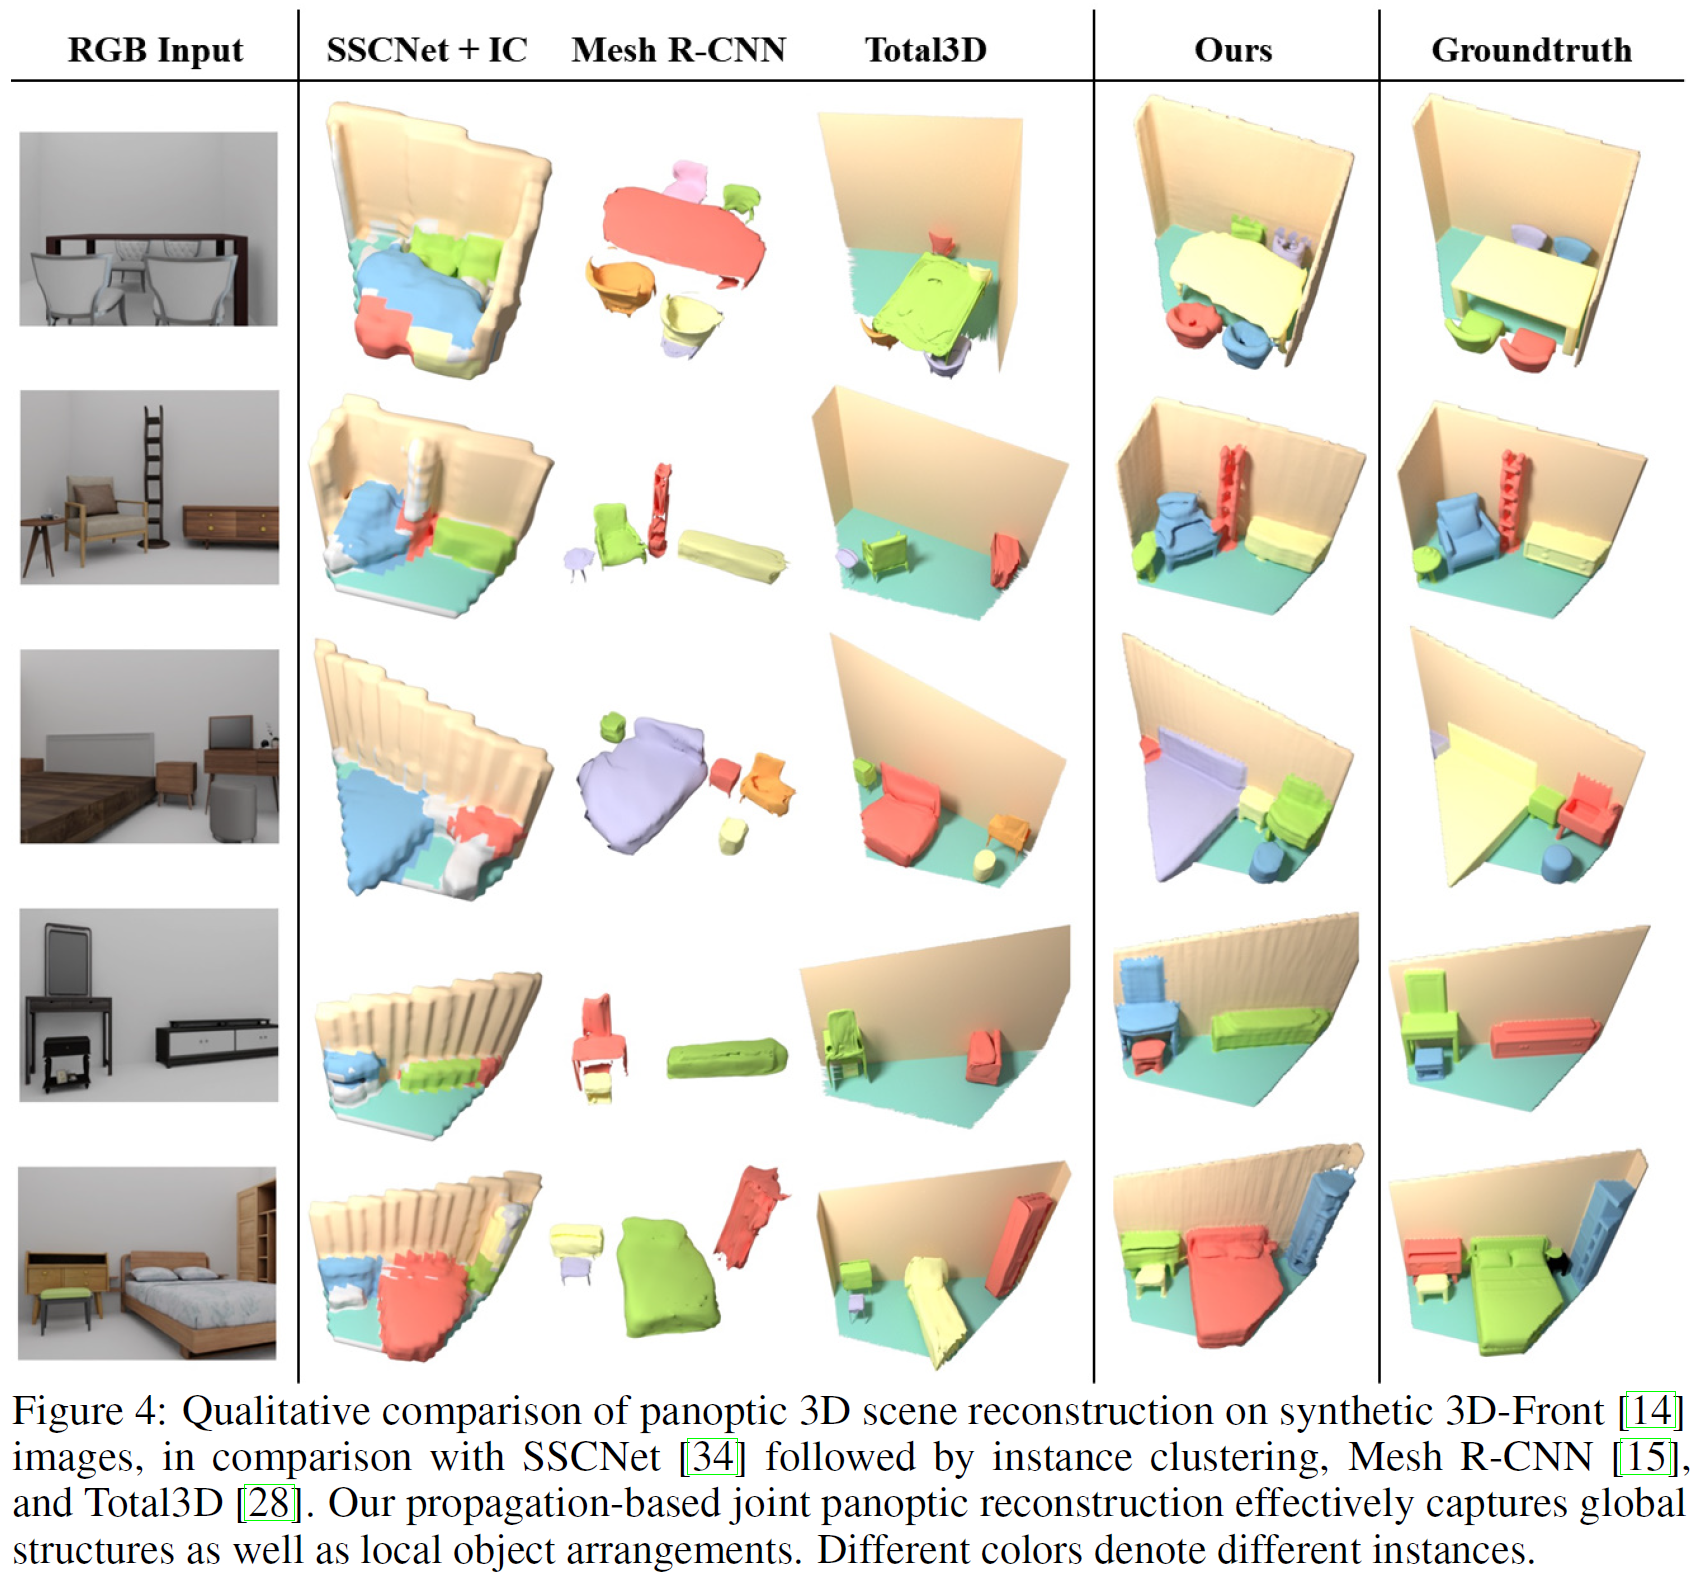 RGB Input SSCNet + IC Mesh R-CNN Total3D Ours Groundtruth
Figure 4: Qualitative comparison of panoptic 3D scene reconstruction on synthetic 3D-Front [14]
images, in comparison with SSCNet [34] followed by instance clustering, Mesh R-CNN [15],
and Total3D [28]. Our propagation-based joint panoptic reconstruction effectively captures global
structures as well as local object arrangements. Different colors denote different instances.